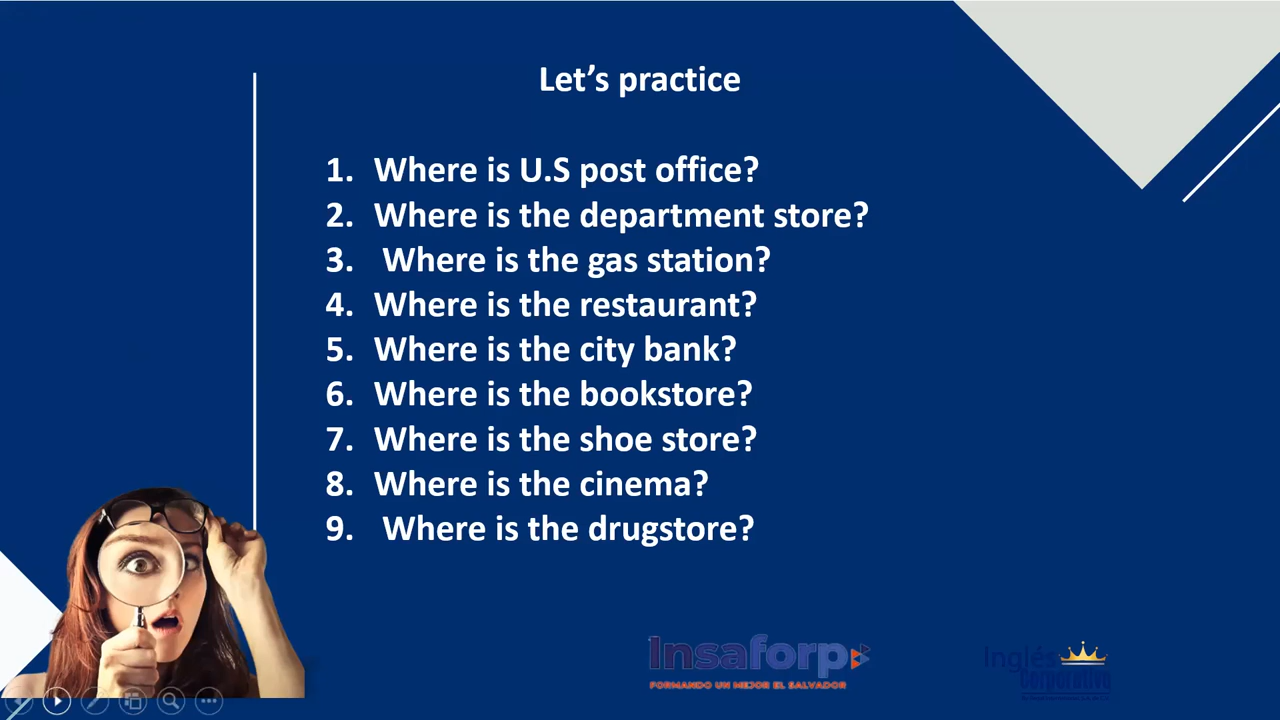 Let's practice
1. Where is U.S post office?
2. Where is the department store?
3. Where is the gas station?
4. Where is the restaurant?
5. Where is the city bank?
6. Where is the bookstore?
7. Where is the shoe store?
8. Where is the cinema?
9. Where is the drugstore?
Insaforp
FORMANDO UN MEJOR EL SALVADOR
Inglés
Corporativo